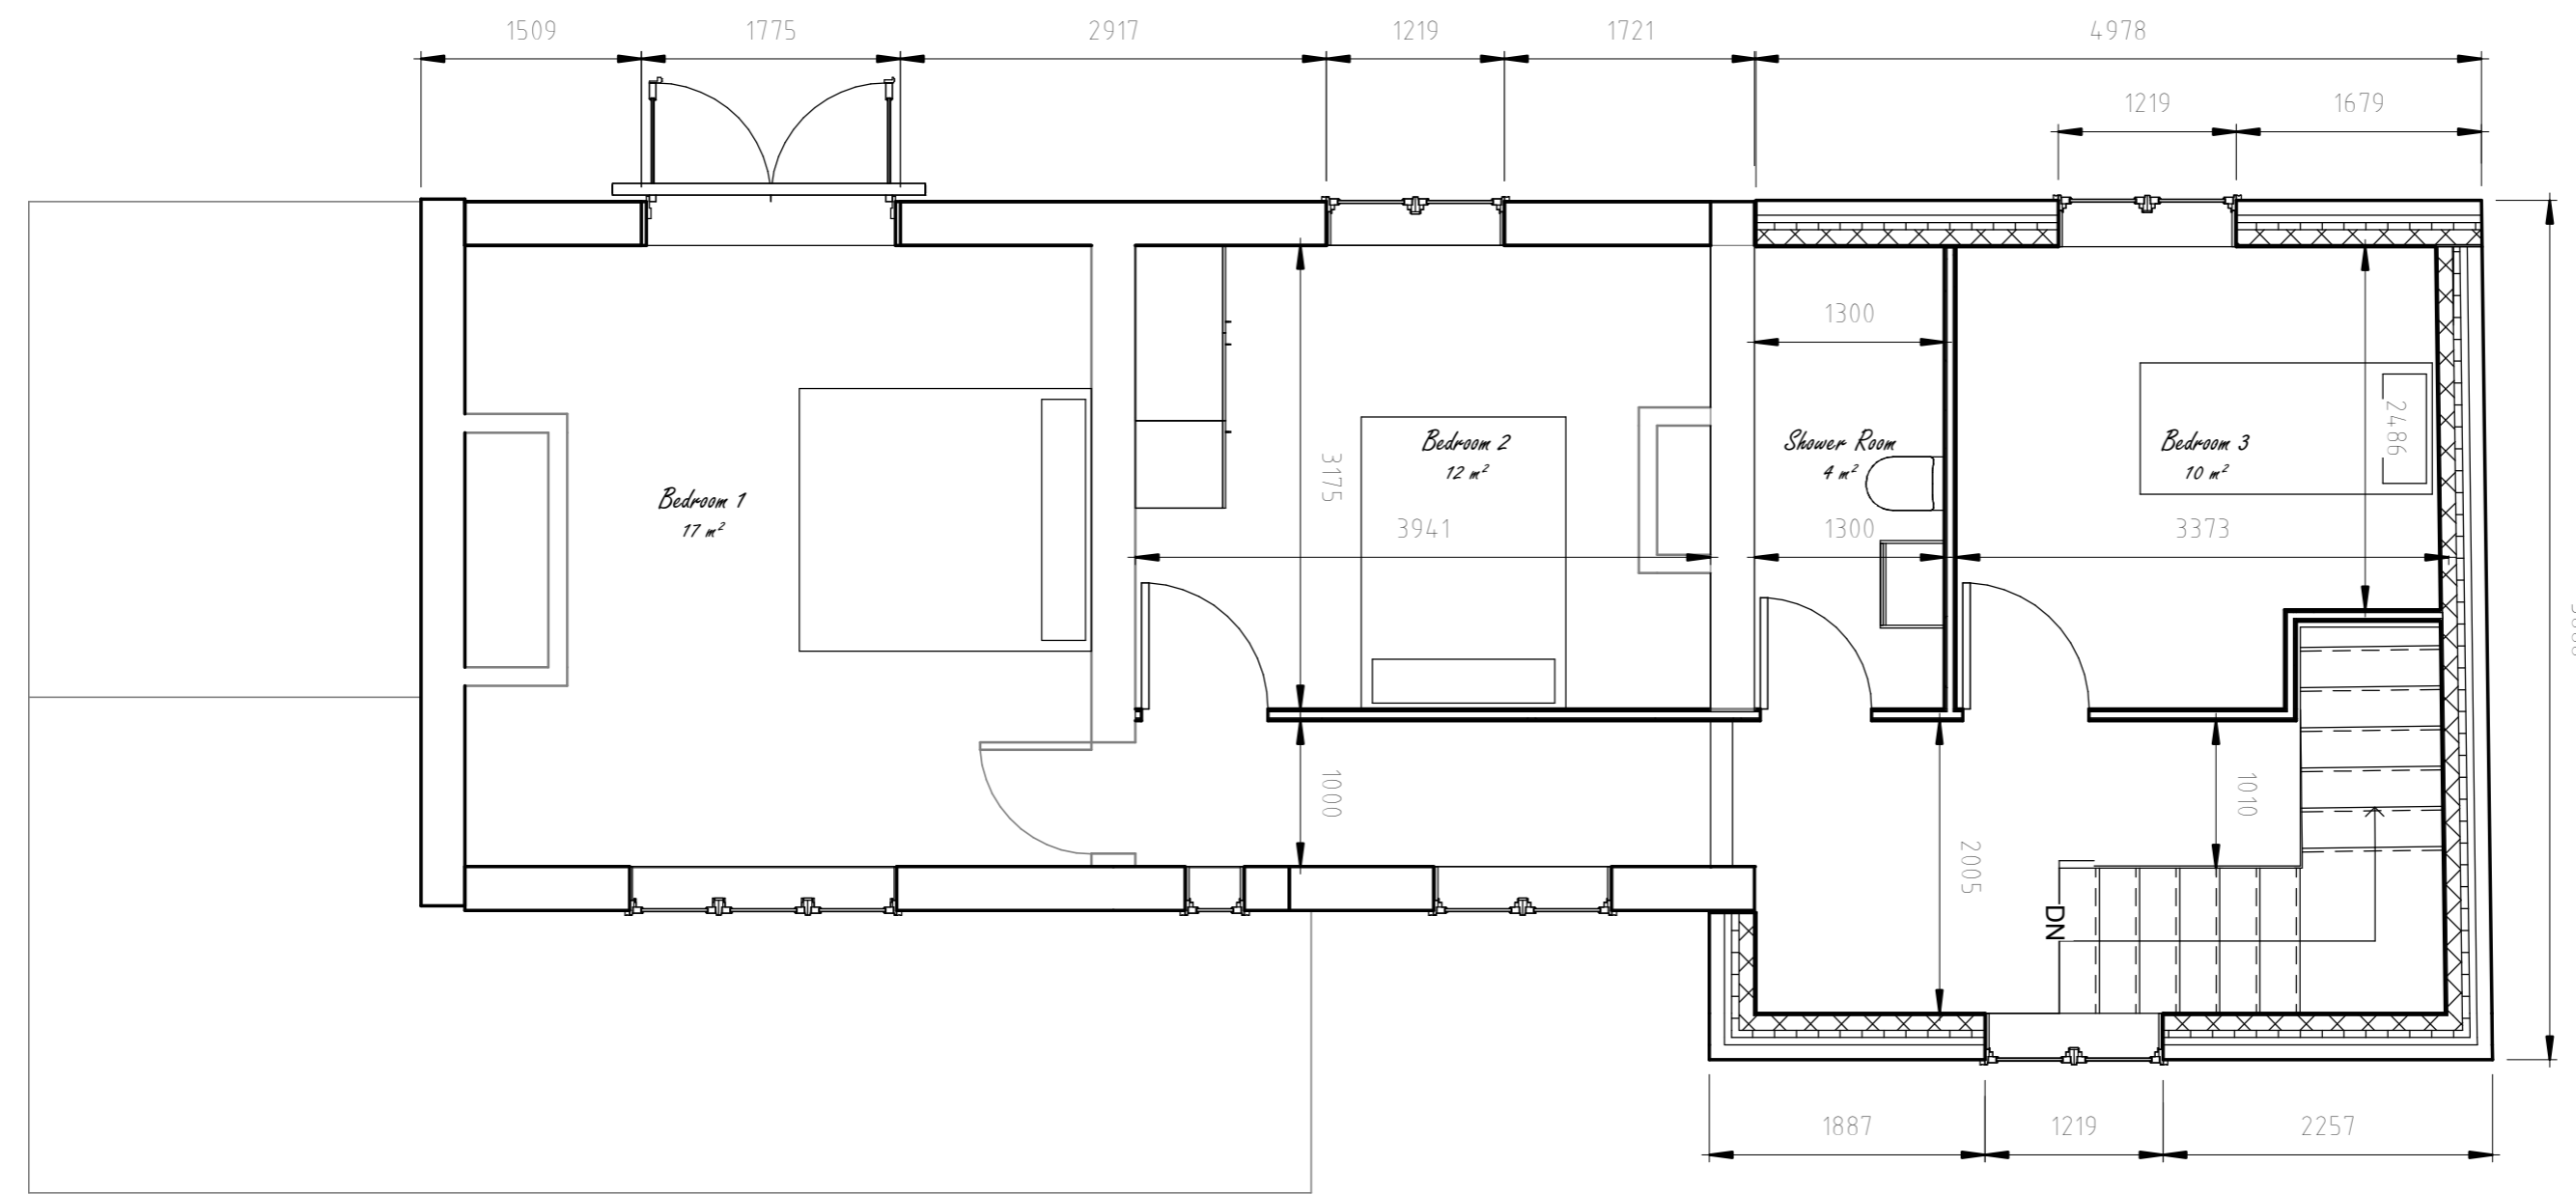 1509 1775 2917 1219 1721 4978
1219 1679
1300
2486
Bedroom 1
17 m²
Bedroom 2
12 m²
Shower Room
4 m²
Bedroom 3
10 m²
3175
3941
1300
3373
1000
1010
2005
DN
1887 1219 2257